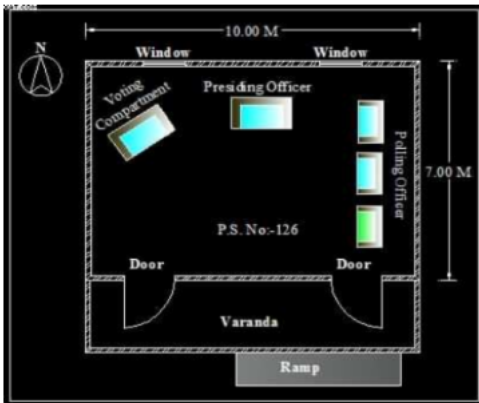 10.00 M
N
Window
Window
Voting
Compartment
Presiding Officer
Polling Officer
7.00 M
P.S. No:-126
Door
Door
Varanda
Ramp